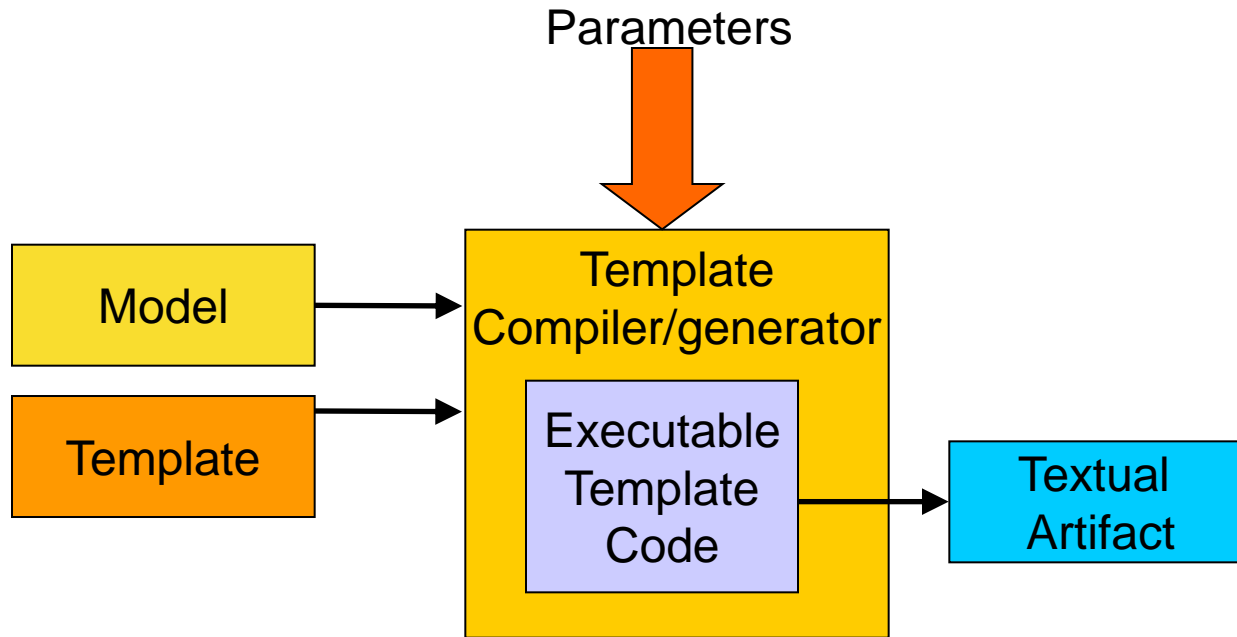 Parameters
Model
Template
Template
Compiler/generator
Executable
Template
Code
Textual
Artifact